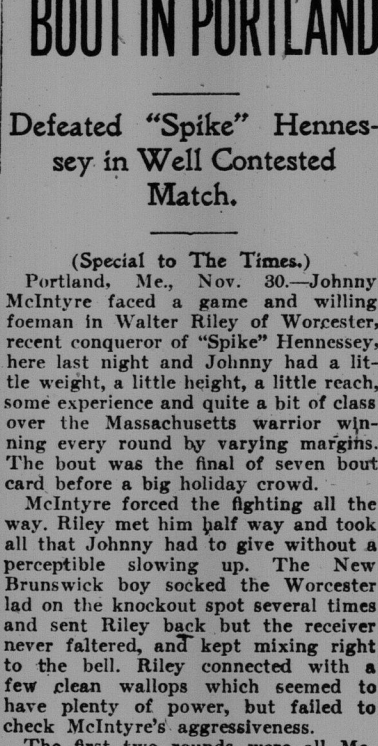 BOUT IN PORTLAND
Defeated "Spike" Hennes-
sey in Well Contested
Match.
(Special to The Times.)
Portland, Me., Nov. 30.—Johnny
McIntyre faced a game and willing
foeman in Walter Riley of Worcester,
recent conqueror of "Spike" Hennessey,
here last night and Johnny had a lit-
tle weight, a little height, a little reach,
some experience and quite a bit of class
over the Massachusetts warrior win-
ning every round by varying margins.
The bout was the final of seven bout
card before a big holiday crowd.
McIntyre forced the fighting all the
way. Riley met him half way and took
all that Johnny had to give without a
perceptible slowing up. The New
Brunswick boy socked the Worcester
lad on the knockout spot several times
and sent Riley back but the receiver
never faltered, and kept mixing right
to the bell. Riley connected with a
few clean wallops which seemed to
have plenty of power, but failed to
check McIntyre's aggressiveness.
The first two rounds were all Mc-